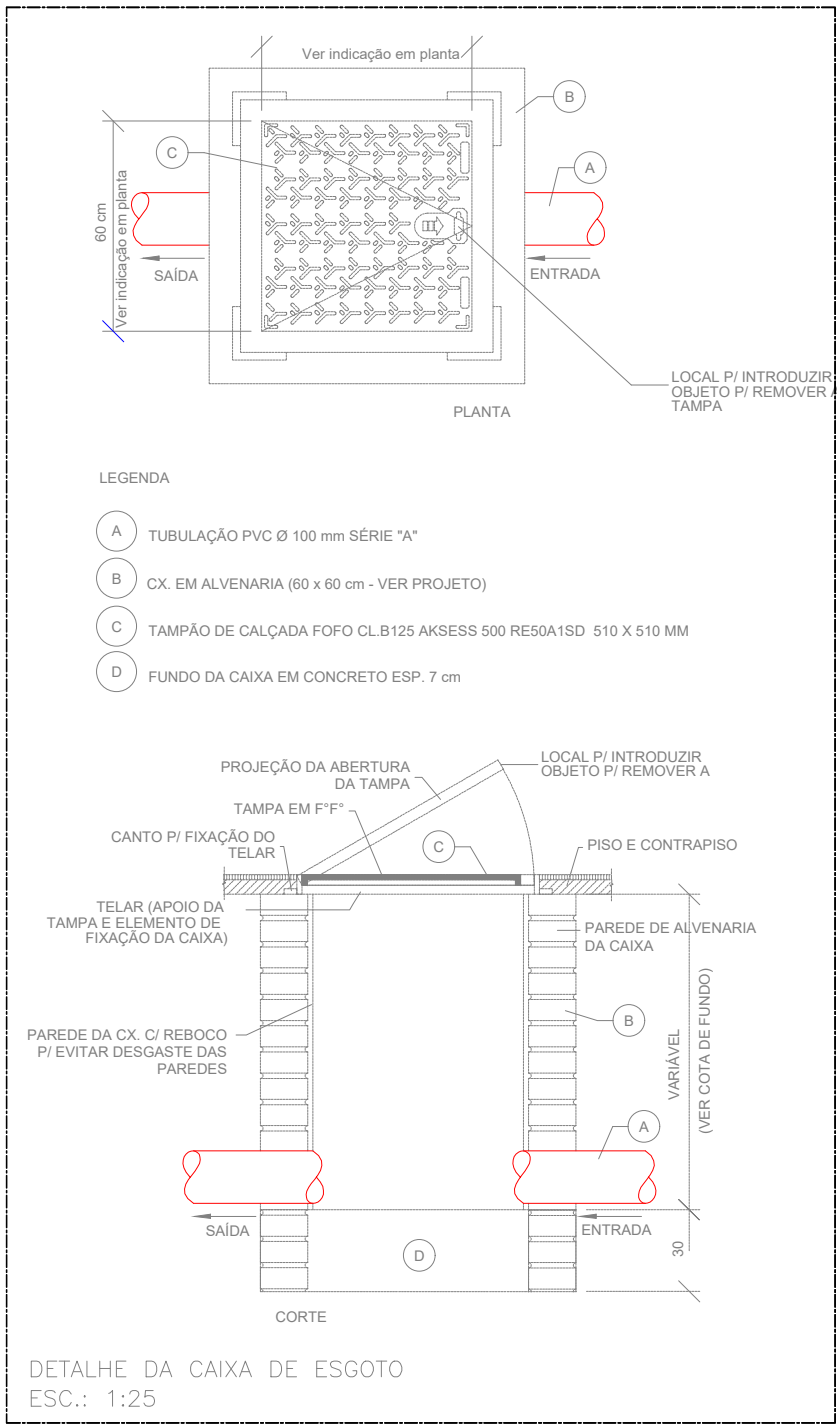 Ver indicação em planta
B
C
A
60 cm
Ver indicação em planta
SAÍDA
ENTRADA
LOCAL P/ INTRODUZIR
OBJETO P/ REMOVER A
TAMPA
PLANTA
LEGENDA
A TUBULAÇÃO PVC Ø 100 mm SÉRIE "A"
B CX. EM ALVENARIA (60 x 60 cm - VER PROJETO)
C TAMPÃO DE CALÇADA FOFO CL.B125 AKSESS 500 RE50A1SD 510 X 510 MM
D FUNDO DA CAIXA EM CONCRETO ESP. 7 cm
LOCAL P/ INTRODUZIR
OBJETO P/ REMOVER A
PROJEÇÃO DA ABERTURA
DA TAMPA
TAMPA EM F°F°
CANTO P/ FIXAÇÃO DO
TELAR
C
PISO E CONTRAPISO
TELAR (APOIO DA
TAMPA E ELEMENTO DE
FIXAÇÃO DA CAIXA)
PAREDE DE ALVENARIA
DA CAIXA
B
PAREDE DA CX. C/ REBOCO
P/ EVITAR DESGASTE DAS
PAREDES
VARIÁVEL
(VER COTA DE FUNDO)
A
SAÍDA
ENTRADA
D
30
CORTE
DETALHE DA CAIXA DE ESGOTO
ESC.: 1:25